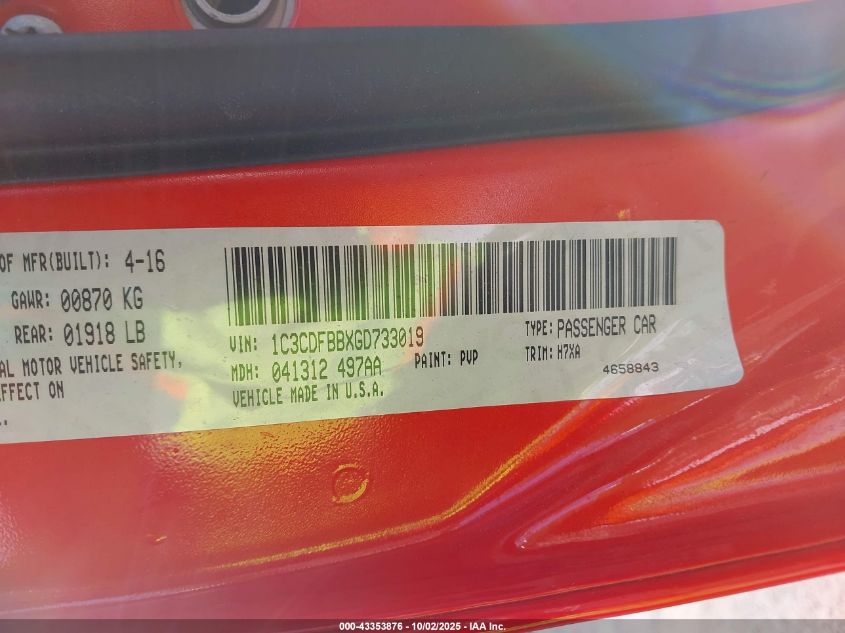 OF MFR(BUILT): 4-16
GAWR: 00870 KG
REAR: 01918 LB
AL MOTOR VEHICLE SAFETY,
EFFECT ON
VIN: 1C3CDFBBXGD733019
MDH: 041312 497AA
PAINT: PVP
VEHICLE MADE IN U.S.A.
TYPE: PASSENGER CAR
TRIM: H7XA
4658843
000-43353876 - 10/02/2025 - IAA Inc.